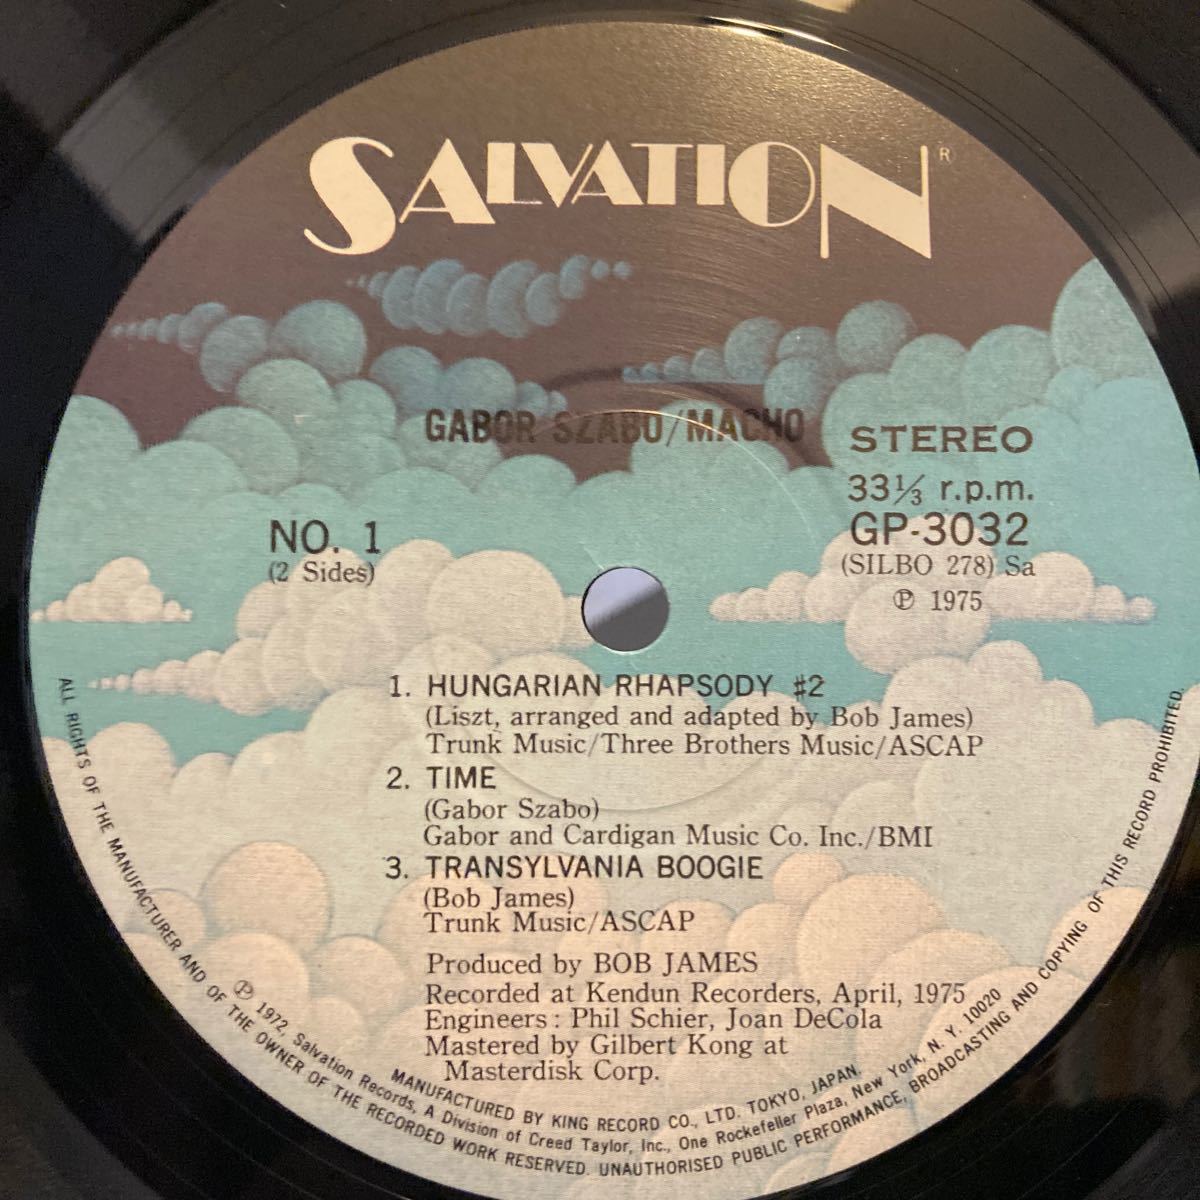 SALVATION ®
GABOR SZABO/MACHO
STEREO
33⅓ r.p.m.
GP-3032
(SILBO 278) Sa
℗ 1975
NO. 1
(2 Sides)
1. HUNGARIAN RHAPSODY #2
(Liszt, arranged and adapted by Bob James)
Trunk Music/Three Brothers Music/ASCAP
2. TIME
(Gabor Szabo)
Gabor and Cardigan Music Co. Inc./BMI
3. TRANSYLVANIA BOOGIE
(Bob James)
Trunk Music/ASCAP
Produced by BOB JAMES
Recorded at Kendun Recorders, April, 1975
Engineers: Phil Schier, Joan DeCola
Mastered by Gilbert Kong at
Masterdisk Corp.
MANUFACTURED BY KING RECORD CO., LTD. TOKYO, JAPAN.
℗ 1972, Salvation Records, A Division of Creed Taylor, Inc., One Rockefeller Plaza, New York, N. Y. 10020
ALL RIGHTS OF THE MANUFACTURER AND OF THE OWNER OF THE RECORDED WORK RESERVED. UNAUTHORISED PUBLIC PERFORMANCE, BROADCASTING AND COPYING OF THIS RECORD PROHIBITED.